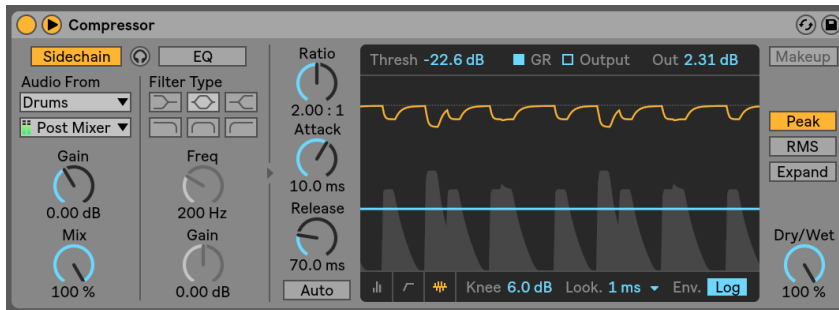 Compressor
Sidechain
EQ
Audio From
Drums
Post Mixer
Gain
0.00 dB
Mix
100 %
Filter Type
Freq
200 Hz
Gain
0.00 dB
Ratio
2.00 : 1
Attack
10.0 ms
Release
70.0 ms
Auto
Thresh -22.6 dB GR Output Out 2.31 dB
Knee 6.0 dB Look. 1 ms Env. Log
Makeup
Peak
RMS
Expand
Dry/Wet
100 %